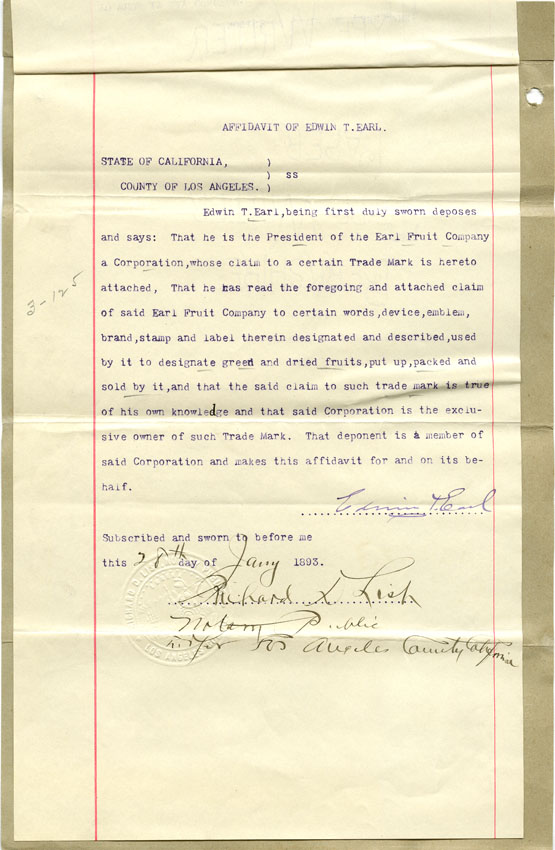 AFFIDAVIT OF EDWIN T.EARL.
STATE OF CALIFORNIA, )
) ss
COUNTY OF LOS ANGELES. )
Edwin T.Earl,being first duly sworn deposes
and says: That he is the President of the Earl Fruit Company
a Corporation,whose claim to a certain Trade Mark is hereto
attached, That he has read the foregoing and attached claim
of said Earl Fruit Company to certain words,device,emblem,
brand,stamp and label therein designated and described,used
by it to designate green and dried fruits,put up,packed and
sold by it,and that the said claim to such trade mark is true
of his own knowledge and that said Corporation is the exclu-
sive owner of such Trade Mark. That deponent is a member of
said Corporation and makes this affidavit for and on its be-
half.
3-125
Edwin T. Earl
Subscribed and sworn to before me
this 28th day of Jany 1893.
Richard Lish
Notary Public
for Los Angeles County California
LOS ANGELES